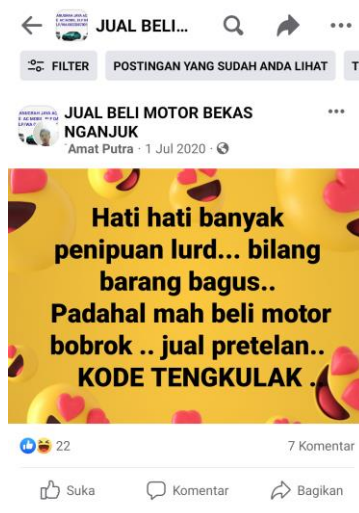 JUAL BELI...
FILTER
POSTINGAN YANG SUDAH ANDA LIHAT
T
JUAL BELI MOTOR BEKAS
NGANJUK
`Amat Putra · 1 Jul 2020 ·
Hati hati banyak
penipuan lurd... bilang
barang bagus..
Padahal mah beli motor
bobrok .. jual pretelan..
KODE TENGKULAK .
22
7 Komentar
Suka
Komentar
Bagikan